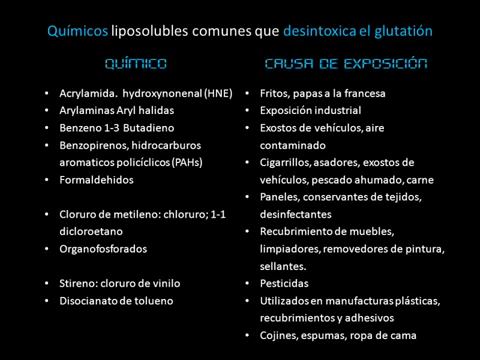 Químicos liposolubles comunes que desintoxica el glutatión
QUÍMICO
• Acrylamida. hydroxynonenal (HNE)
• Arylaminas Aryl halidas
• Benzeno 1-3 Butadieno
• Benzopirenos, hidrocarburos
aromaticos policíclicos (PAHs)
• Formaldehidos
• Cloruro de metileno: chloruro; 1-1
dicloroetano
• Organofosforados
• Stireno: cloruro de vinilo
• Disocianato de tolueno
CAUSA DE EXPOSICIÓN
• Fritos, papas a la francesa
• Exposición industrial
• Exostos de vehículos, aire
contaminado
• Cigarrillos, asadores, exostos de
vehículos, pescado ahumado, carne
• Paneles, conservantes de tejidos,
desinfectantes
• Recubrimiento de muebles,
limpiadores, removedores de pintura,
sellantes.
• Pesticidas
• Utilizados en manufacturas plásticas,
recubrimientos y adhesivos
• Cojines, espumas, ropa de cama